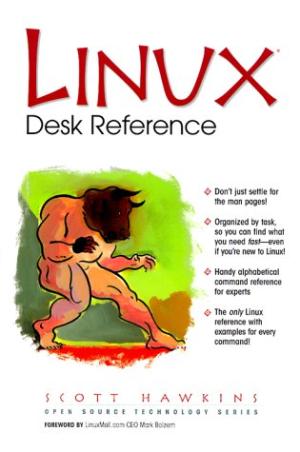 LINUX
Desk Reference
Don't just settle for
the man pages!
Organized by task,
so you can find what
you need fast—even
if you're new to Linux!
Handy alphabetical
command reference
for experts
The only Linux
reference with
examples for every
command!
SCOTT HAWKINS
OPEN SOURCE TECHNOLOGY SERIES
FOREWORD BY LinuxMall.com CEO Mark Bolzern